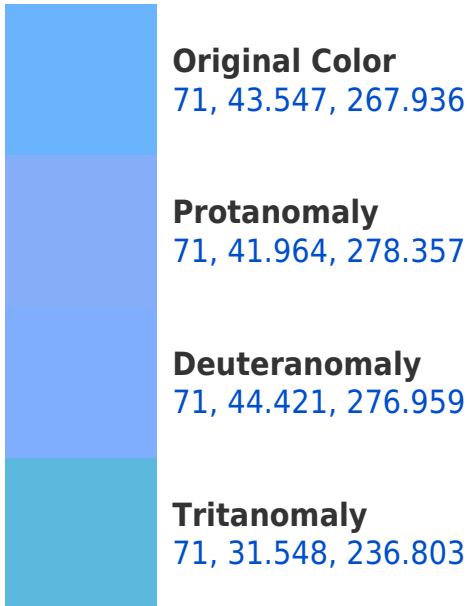 Original Color
71, 43.547, 267.936
Protanomaly
71, 41.964, 278.357
Deuteranomaly
71, 44.421, 276.959
Tritanomaly
71, 31.548, 236.803